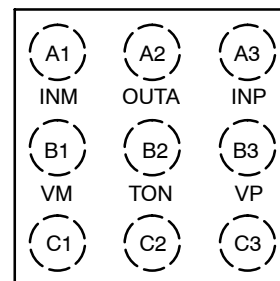 A1 A2 A3
INM OUTA INP
B1 B2 B3
VM TON VP
C1 C2 C3